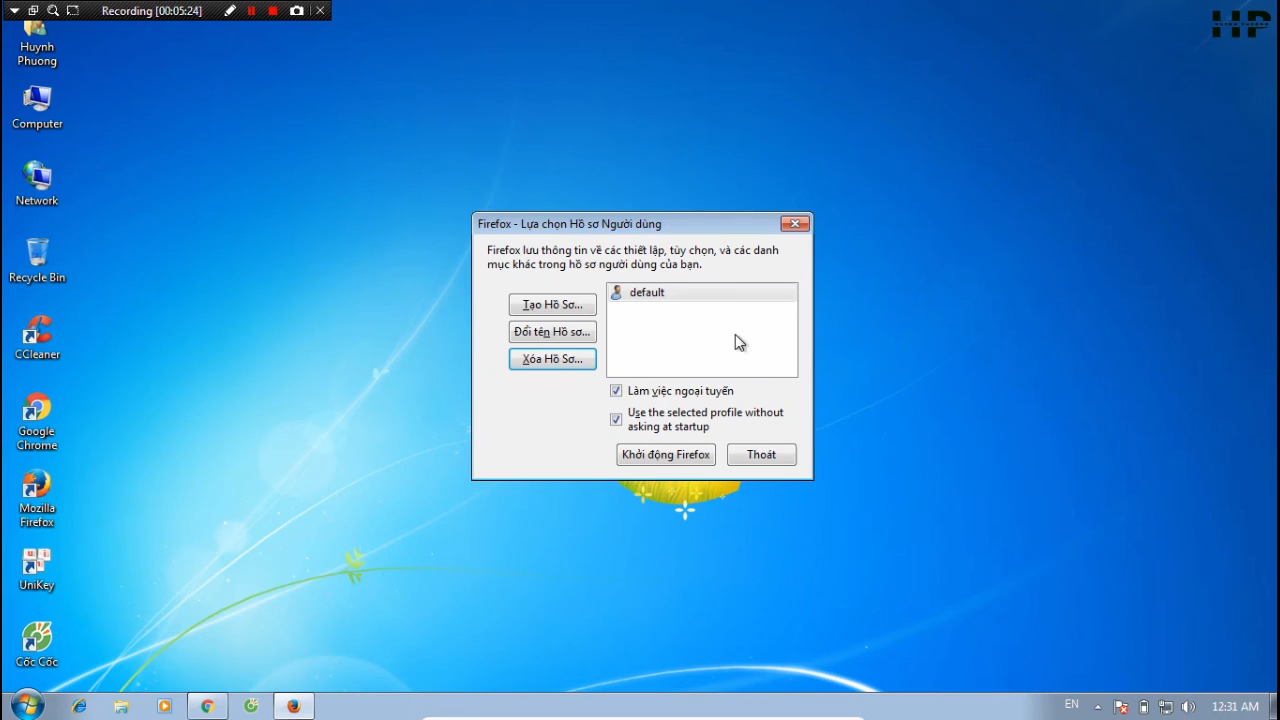 Recording [00:05:24]
HP
Huynh
Phuong
Computer
Network
Recycle Bin
CCleaner
Google
Chrome
Mozilla
Firefox
UniKey
Cốc Cốc
Firefox - Lựa chọn Hồ sơ Người dùng
Firefox lưu thông tin về các thiết lập, tùy chọn, và các danh
mục khác trong hồ sơ người dùng của bạn.
Tạo Hồ Sơ...
Đổi tên Hồ sơ...
Xóa Hồ Sơ...
default
Làm việc ngoại tuyến
Use the selected profile without
asking at startup
Khởi động Firefox
Thoát
EN
12:31 AM